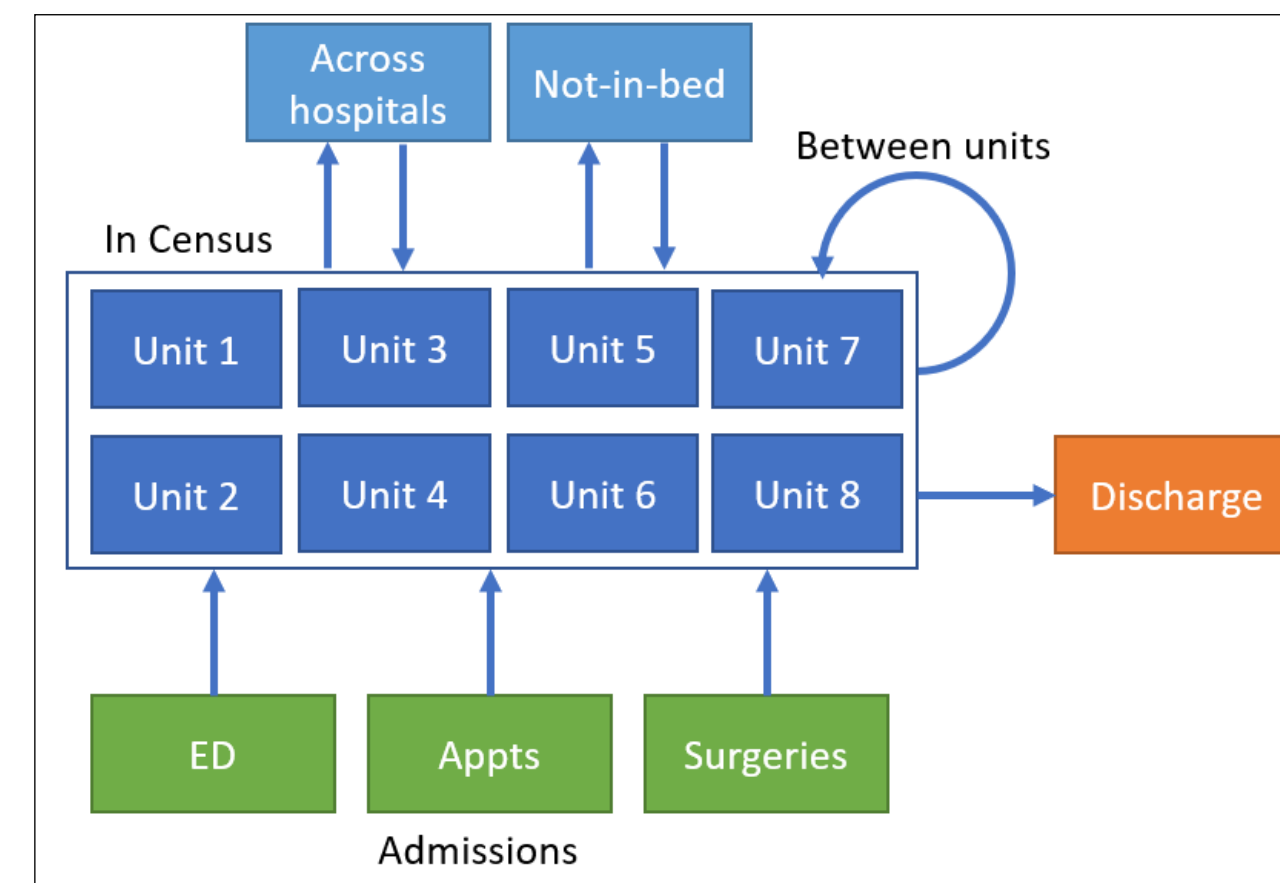 Across
hospitals
Not-in-bed
Between units
In Census
Unit 1
Unit 3
Unit 5
Unit 7
Unit 2
Unit 4
Unit 6
Unit 8
Discharge
ED
Appts
Surgeries
Admissions